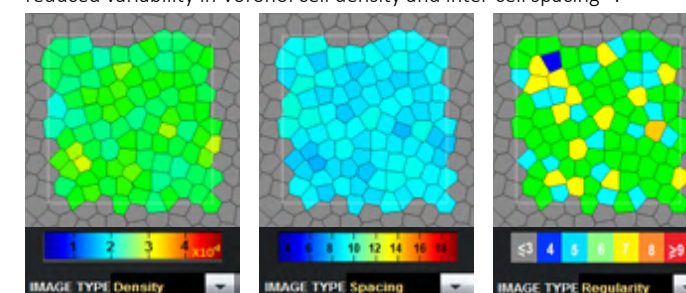 reduced variability in Voronoi cell density and inter-cell spacing
1 2 3 4 x10⁴
4 6 8 10 12 14 16 18
≤3 4 5 6 7 8 ≥9
IMAGE TYPE Density
IMAGE TYPE Spacing
IMAGE TYPE Regularity